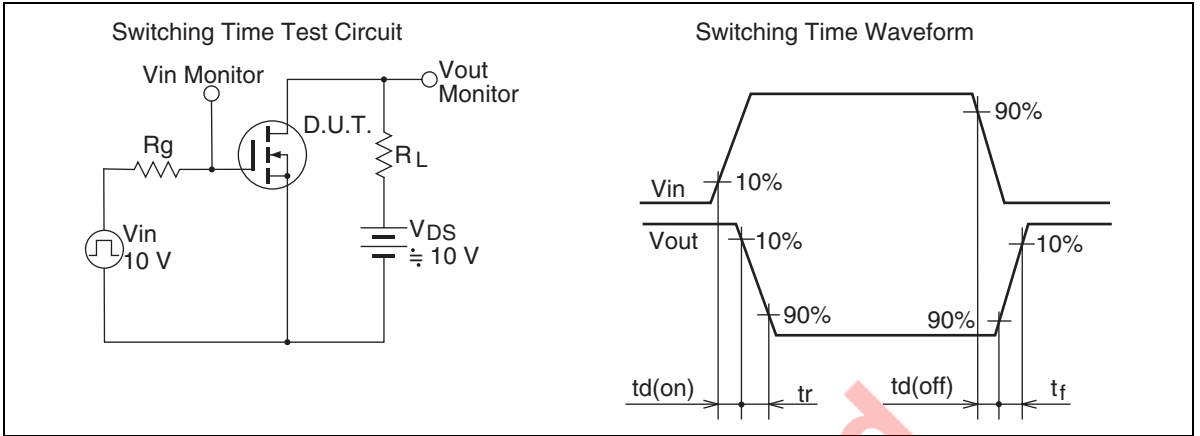 Switching Time Test Circuit
Vin Monitor
Vout
Monitor
D.U.T.
Rg
RL
Vin
10 V
VDS
≒ 10 V
Switching Time Waveform
90%
Vin
10%
Vout
10%
10%
90%
90%
td(on)
tr
td(off)
tf